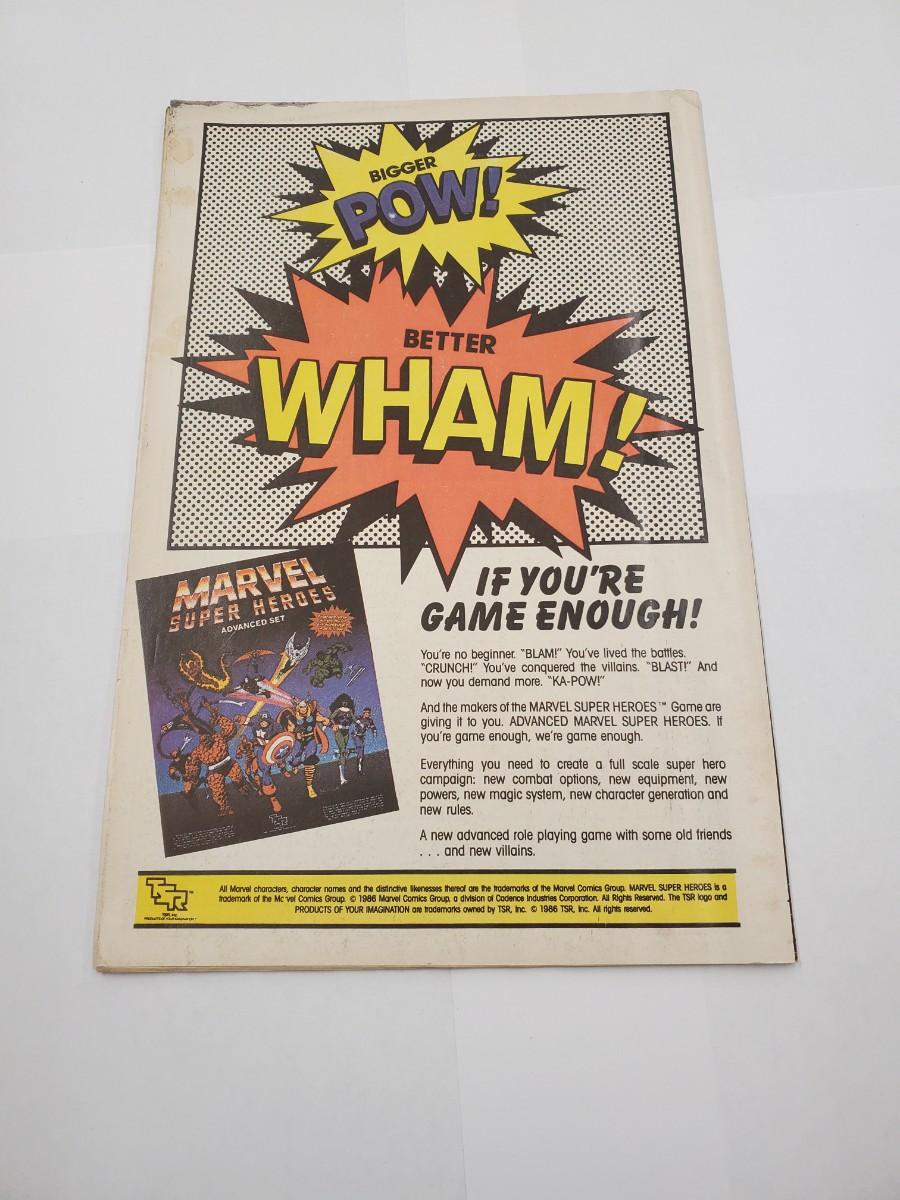 BIGGER
POW!
BETTER
WHAM!
MARVEL
SUPER HEROES
ADVANCED SET
IF YOU'RE
GAME ENOUGH!
You're no beginner. "BLAM!" You've lived the battles.
"CRUNCH!" You've conquered the villains. "BLAST!" And
now you demand more. "KA-POW!"
And the makers of the MARVEL SUPER HEROES™ Game are
giving it to you. ADVANCED MARVEL SUPER HEROES. If
you're game enough, we're game enough.
Everything you need to create a full scale super hero
campaign: new combat options, new equipment, new
powers, new magic system, new character generation and
new rules.
A new advanced role playing game with some old friends
. . . and new villains.
TSR™
TSR, Inc.
PRODUCTS OF YOUR IMAGINATION™
All Marvel characters, character names and the distinctive likenesses thereof are the trademarks of the Marvel Comics Group. MARVEL SUPER HEROES is a
trademark of the Mc vel Comics Group. © 1986 Marvel Comics Group, a division of Cadence Industries Corporation. All Rights Reserved. The TSR logo and
PRODUCTS OF YOUR IMAGINATION are trademarks owned by TSR, Inc. © 1986 TSR, Inc. All rights reserved.